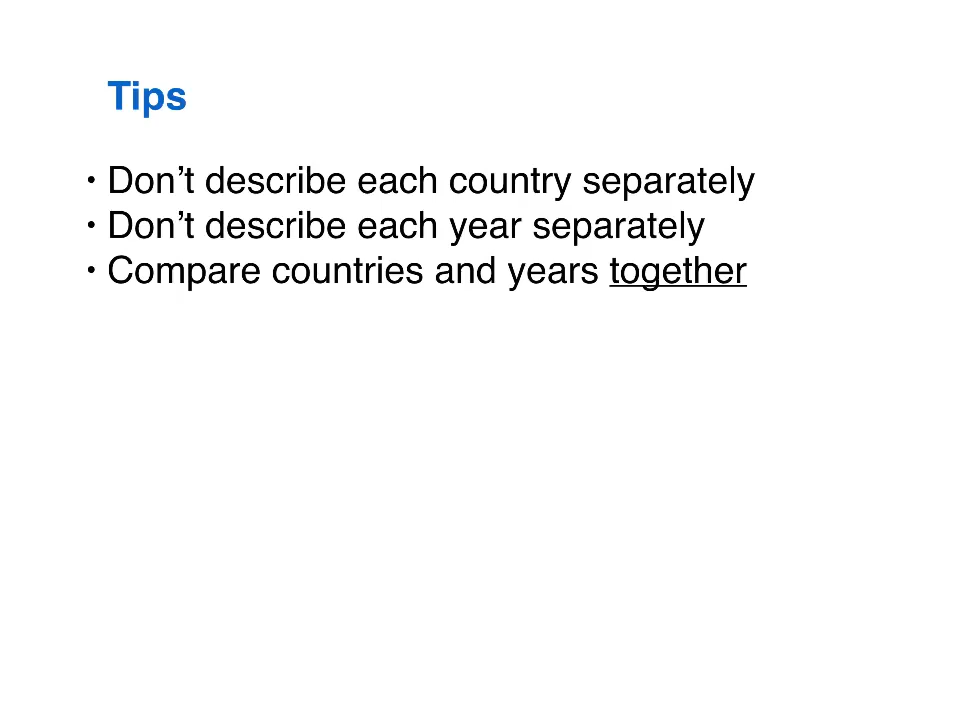 Tips
• Don’t describe each country separately
• Don’t describe each year separately
• Compare countries and years together